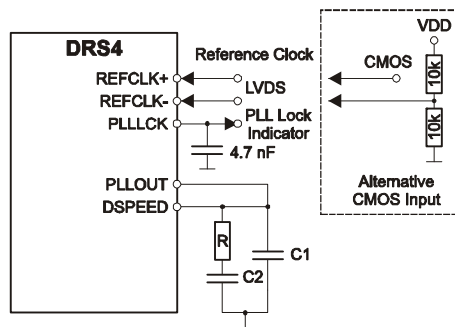 DRS4
REFCLK+
REFCLK-
PLLLCK
PLLOUT
DSPEED
Reference Clock
LVDS
PLL Lock
Indicator
4.7 nF
R
C2
C1
VDD
CMOS
10k
10k
Alternative
CMOS Input